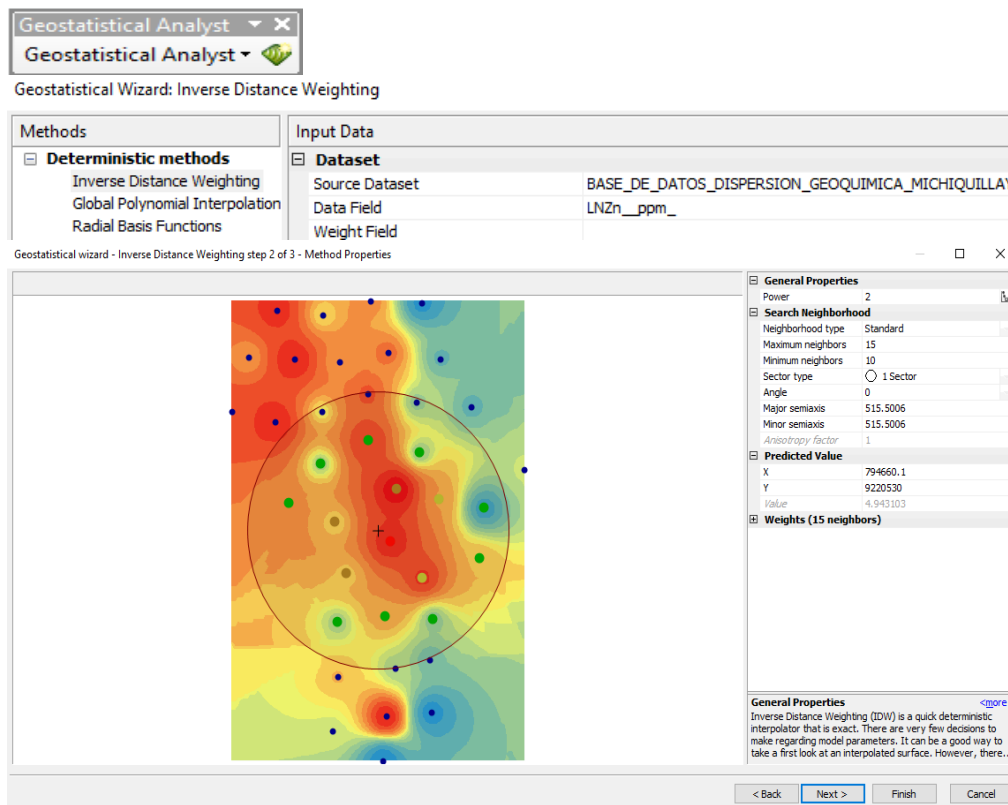 Geostatistical Analyst
Geostatistical Analyst
Geostatistical Wizard: Inverse Distance Weighting
Methods
Input Data
Deterministic methods
Dataset
Inverse Distance Weighting
Source Dataset BASE_DE_DATOS_DISPERSION_GEOQUIMICA_MICHIQUILLAY
Global Polynomial Interpolation
Data Field LNZn__ppm_
Radial Basis Functions
Weight Field
Geostatistical wizard - Inverse Distance Weighting step 2 of 3 - Method Properties
General Properties
Power 2
Search Neighborhood
Neighborhood type Standard
Maximum neighbors 15
Minimum neighbors 10
Sector type 1 Sector
Angle 0
Major semiaxis 515.5006
Minor semiaxis 515.5006
Anisotropy factor 1
Predicted Value
X 794660.1
Y 9220530
Value 4.943103
Weights (15 neighbors)
General Properties <more
Inverse Distance Weighting (IDW) is a quick deterministic
interpolator that is exact. There are very few decisions to
make regarding model parameters. It can be a good way to
take a first look at an interpolated surface. However, there...
< Back Next > Finish Cancel